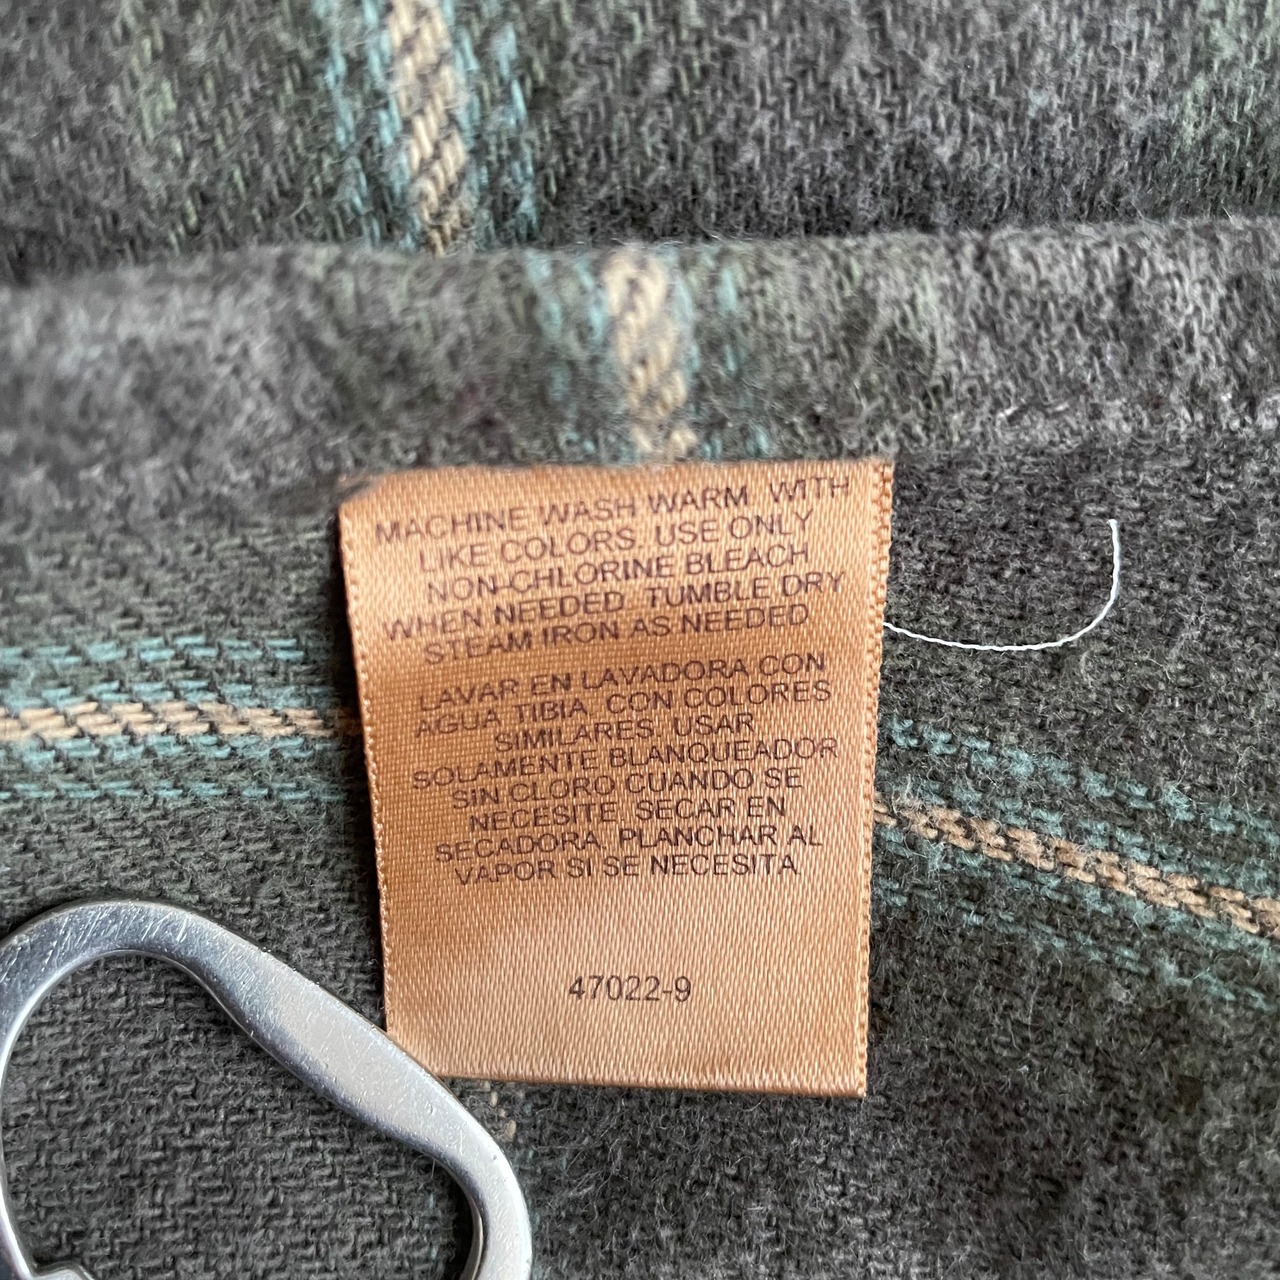 MACHINE WASH WARM, WITH
LIKE COLORS. USE ONLY
NON-CHLORINE BLEACH
WHEN NEEDED. TUMBLE DRY
STEAM IRON AS NEEDED
LAVAR EN LAVADORA CON
AGUA TIBIA, CON COLORES
SIMILARES. USAR
SOLAMENTE BLANQUEADOR
SIN CLORO CUANDO SE
NECESITE. SECAR EN
SECADORA. PLANCHAR AL
VAPOR SI SE NECESITA
47022-9